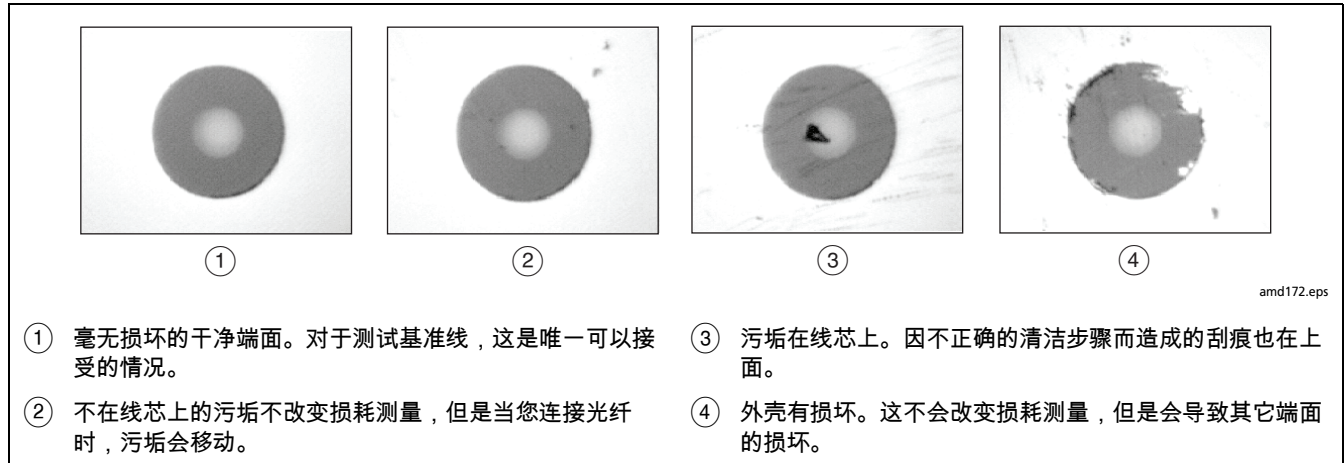 ① ② ③ ④
amd172.eps
① 毫无损坏的干净端面。对于测试基准线，这是唯一可以接
受的情况。
② 不在线芯上的污垢不改变损耗测量，但是当您连接光纤
时，污垢会移动。
③ 污垢在线芯上。因不正确的清洁步骤而造成的刮痕也在上
面。
④ 外壳有损坏。这不会改变损耗测量，但是会导致其它端面
的损坏。